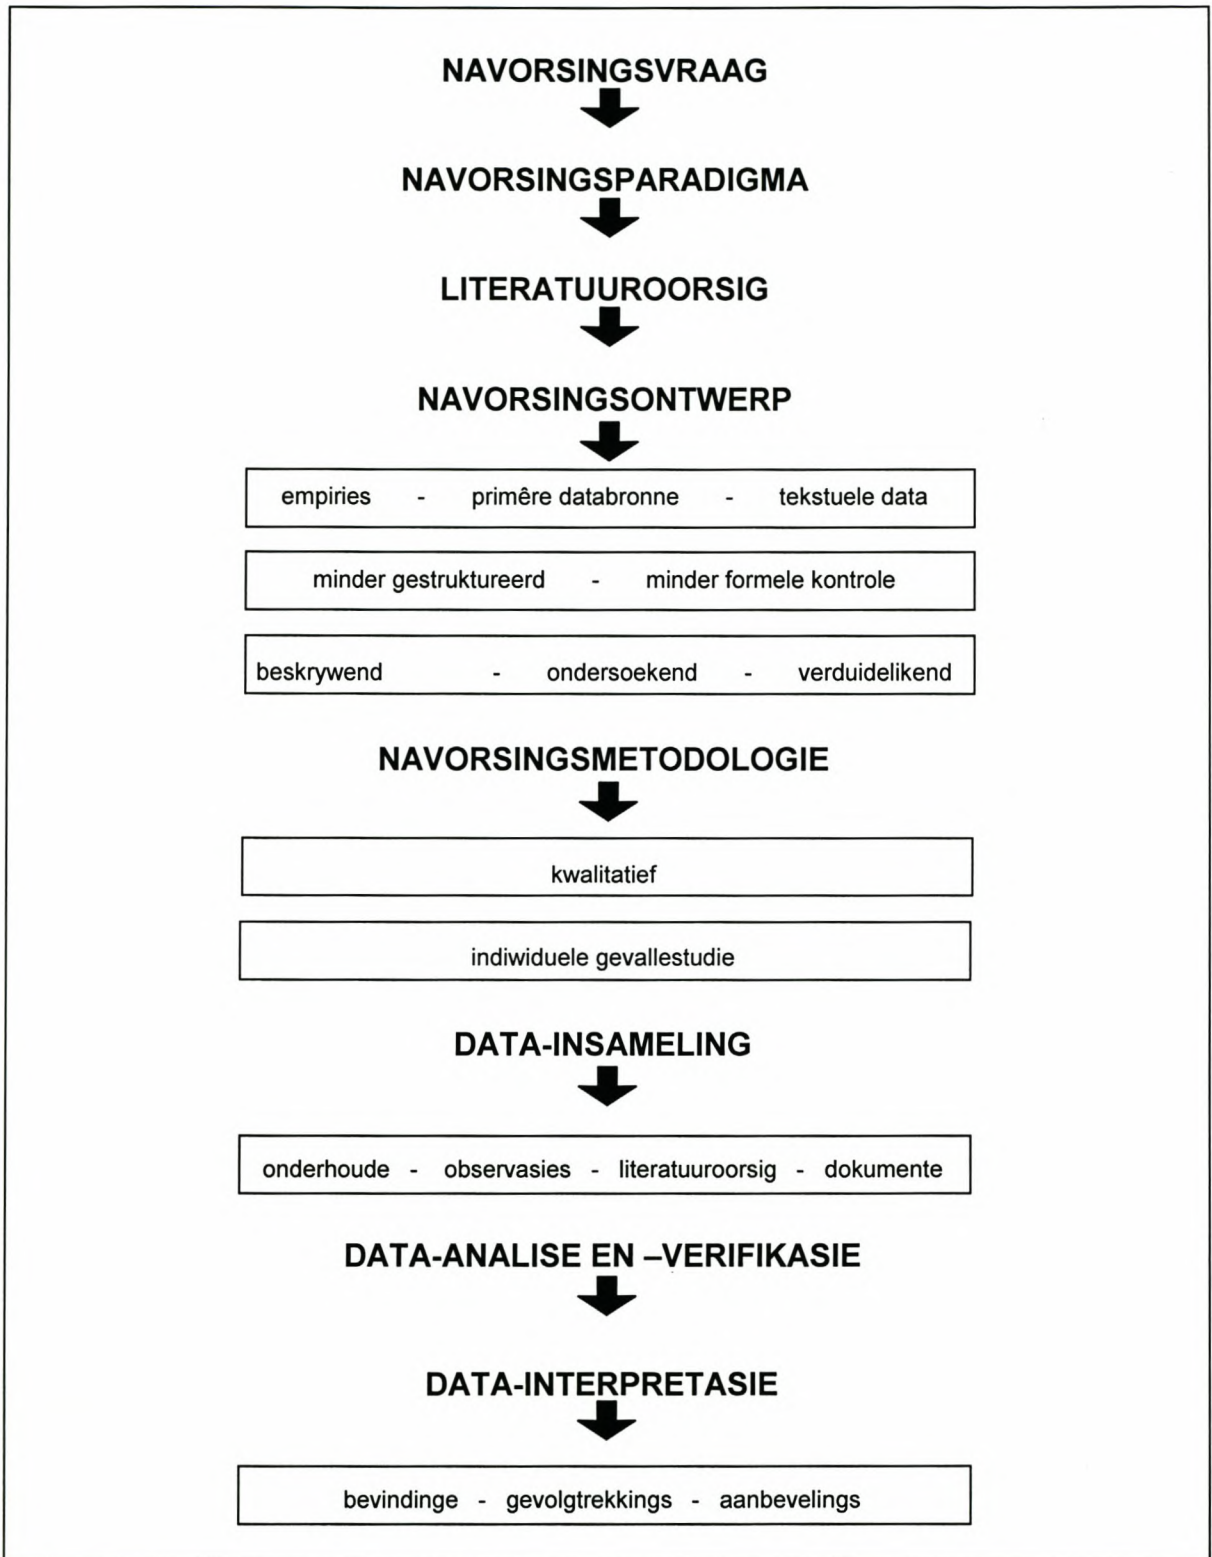 NAVORSINGSVRAAG
NAVORSINGSPARADIGMA
LITERATUUROORSIG
NAVORSINGSONTWERP
empiries - primêre databronne - tekstuele data
minder gestruktureerd - minder formele kontrole
beskrywend - ondersoekend - verduidelikend
NAVORSINGSMETODOLOGIE
kwalitatief
indiwiduele gevallestudie
DATA-INSAMELING
onderhoude - observasies - literatuuroorsig - dokumente
DATA-ANALISE EN –VERIFIKASIE
DATA-INTERPRETASIE
bevindinge - gevolgtrekkings - aanbevelings